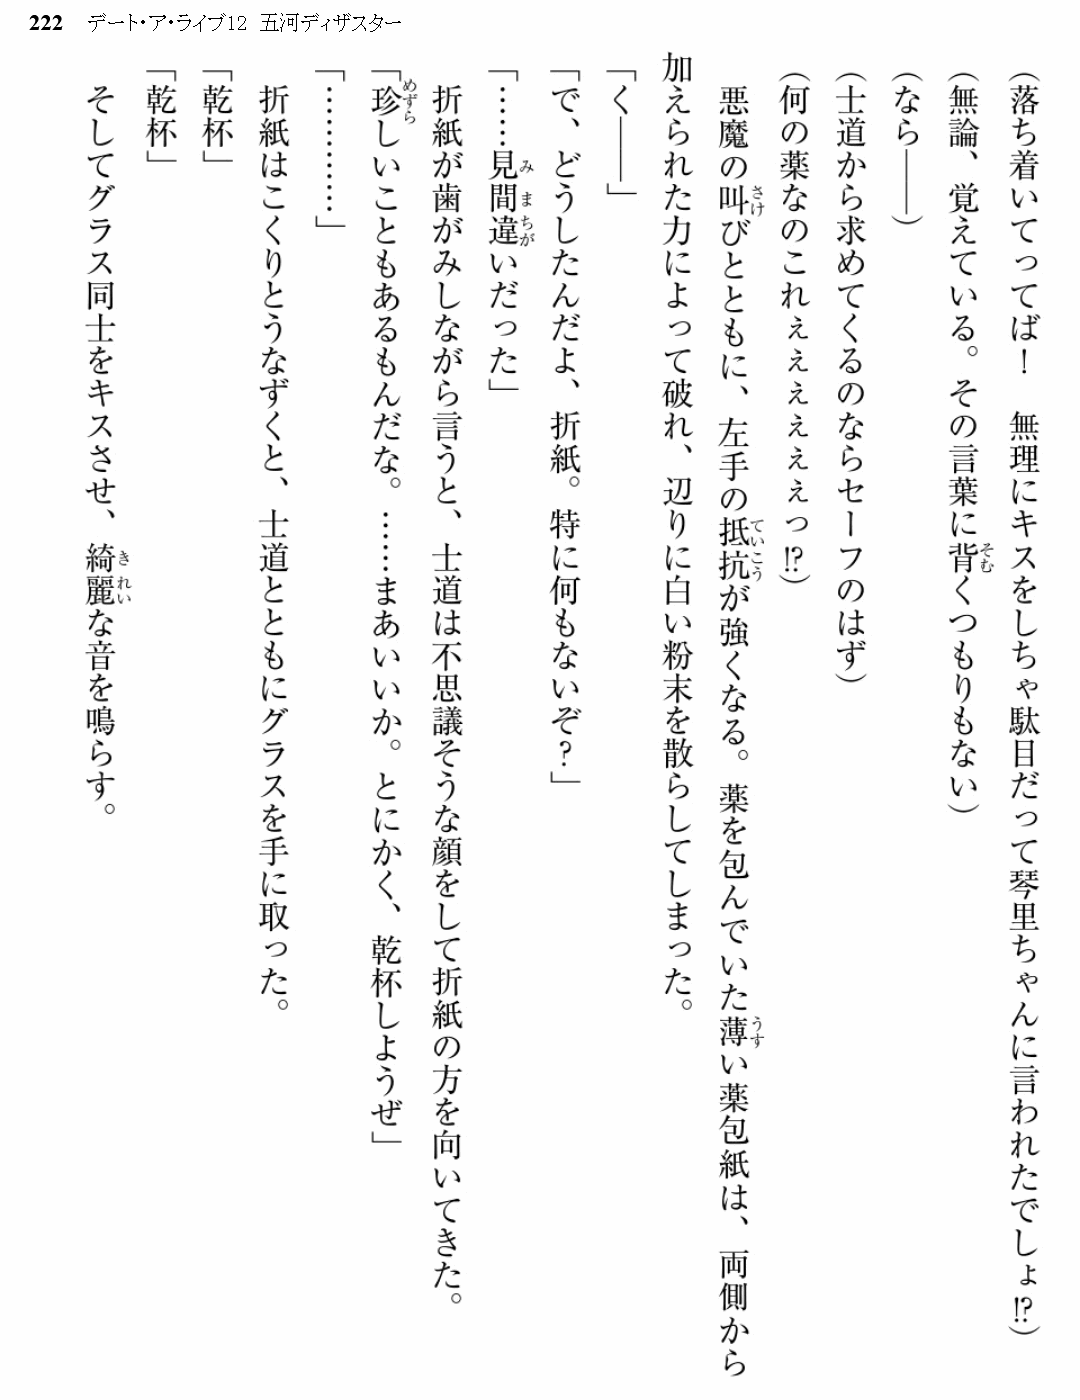 222 デート・ア・ライブ12 五河ディザスター
（落ち着いてってば！　無理にキスをしちゃ駄目だって琴里ちゃんに言われたでしょ!?）
（無論、覚えている。その言葉に背くつもりもない）
（なら――）
（士道から求めてくるのならセーフのはず）
（何の薬なのこれぇぇぇぇぇぇっ!?）
　悪魔の叫びとともに、左手の抵抗が強くなる。薬を包んでいた薄い薬包紙は、両側から
加えられた力によって破れ、辺りに白い粉末を散らしてしまった。
「く――」
「で、どうしたんだよ、折紙。特に何もないぞ？」
「……見間違いだった」
　折紙が歯がみしながら言うと、士道は不思議そうな顔をして折紙の方を向いてきた。
「珍しいこともあるもんだな。……まあいいか。とにかく、乾杯しようぜ」
「…………」
　折紙はこくりとうなずくと、士道とともにグラスを手に取った。
「乾杯」
「乾杯」
　そしてグラス同士をキスさせ、綺麗な音を鳴らす。